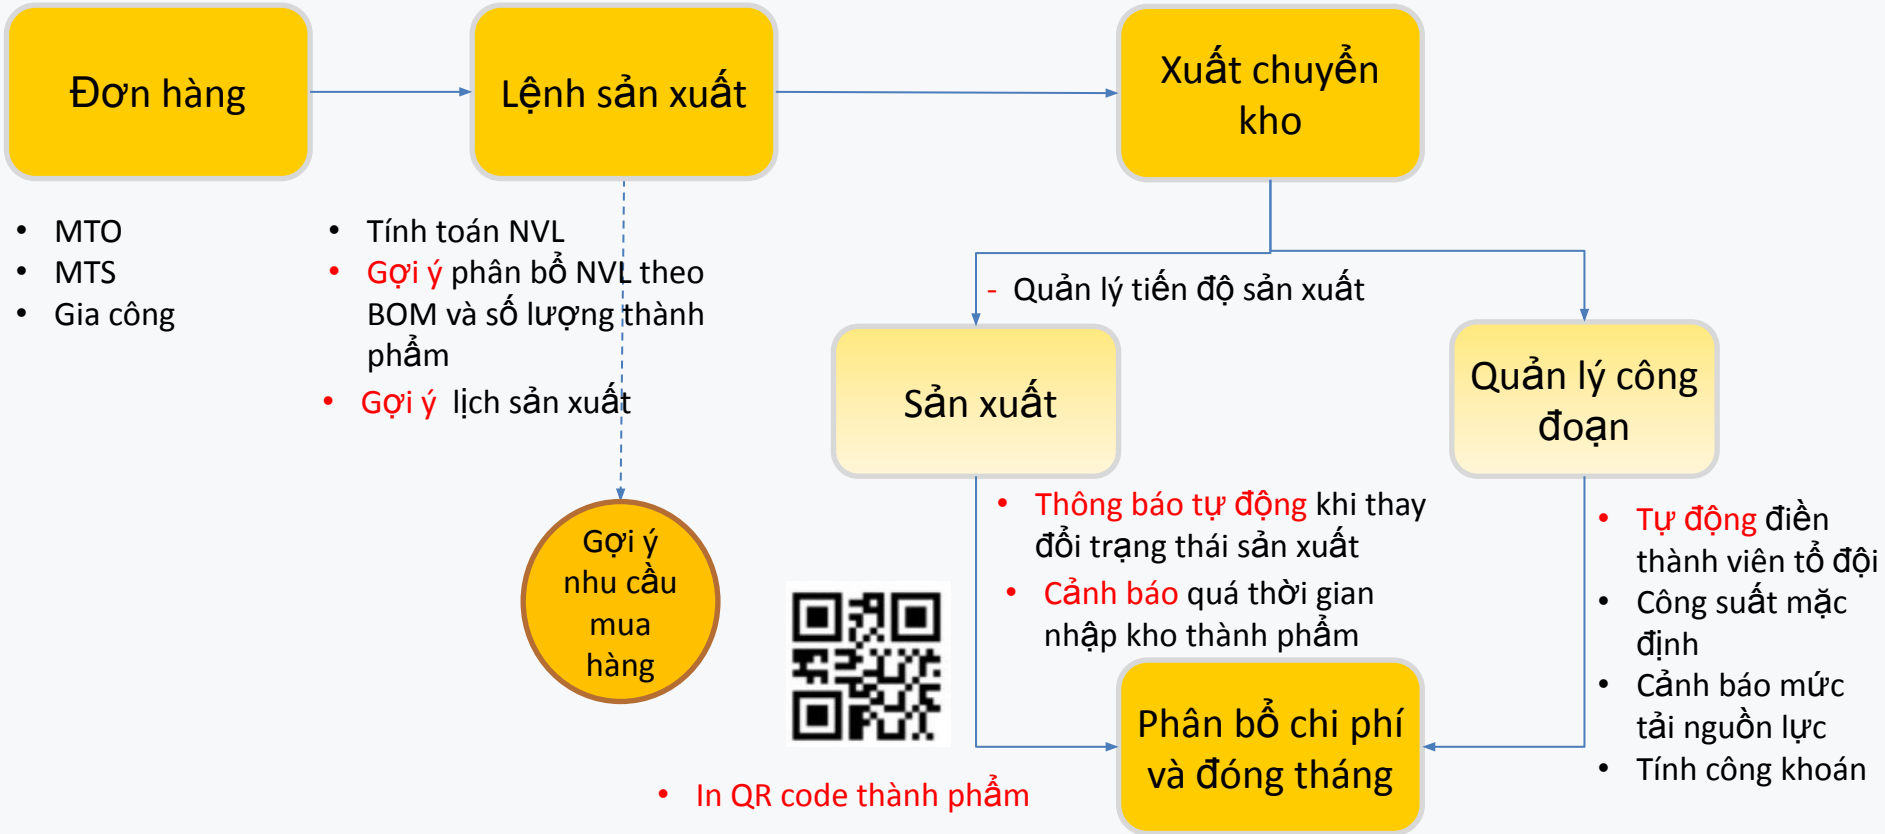 Đơn hàng
Lệnh sản xuất
Xuất chuyển
kho
• MTO
• MTS
• Gia công
• Tính toán NVL
• Gợi ý phân bổ NVL theo
BOM và số lượng thành
phẩm
• Gợi ý lịch sản xuất
- Quản lý tiến độ sản xuất
Sản xuất
Quản lý công
đoạn
Gợi ý
nhu cầu
mua
hàng
• Thông báo tự động khi thay
đổi trạng thái sản xuất
• Cảnh báo quá thời gian
nhập kho thành phẩm
• Tự động điền
thành viên tổ đội
• Công suất mặc
định
• Cảnh báo mức
tải nguồn lực
• Tính công khoán
Phân bổ chi phí
và đóng tháng
• In QR code thành phẩm